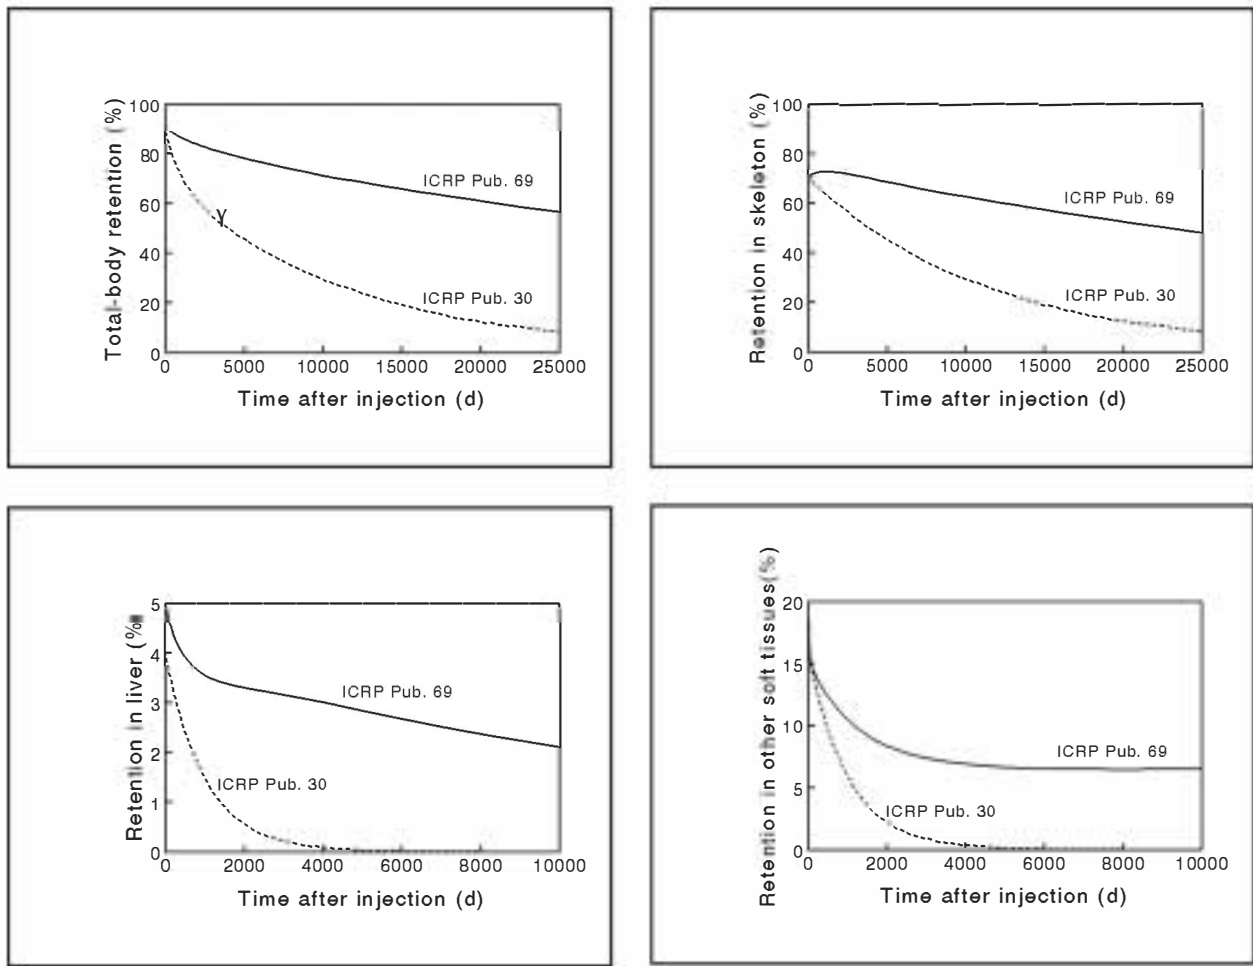 Total-body retention (%)
100
80
60
40
20
0
γ
ICRP Pub. 69
ICRP Pub. 30
0 5000 10000 15000 20000 25000
Time after injection (d)
Retention in skeleton (%)
100
80
60
40
20
0
ICRP Pub. 69
ICRP Pub. 30
0 5000 10000 15000 20000 25000
Time after injection (d)
Retention in liver (%
5
4
3
2
1
0
ICRP Pub. 69
ICRP Pub. 30
0 2000 4000 6000 8000 10000
Time after injection (d)
Retention in other soft tissues(%)
20
15
10
5
0
ICRP Pub. 69
ICRP Pub. 30
0 2000 4000 6000 8000 10000
Time after injection (d)